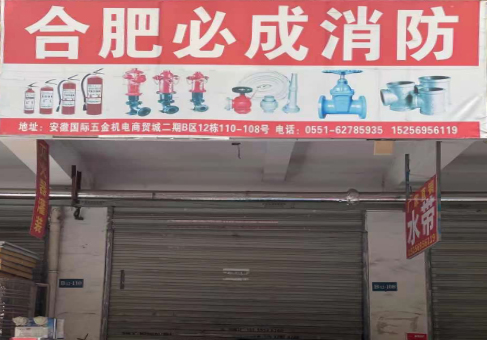 合肥必成消防
地址：安徽国际五金机电商贸城二期B区12栋110-108号 电话：0551-62785935 15256956119
水带